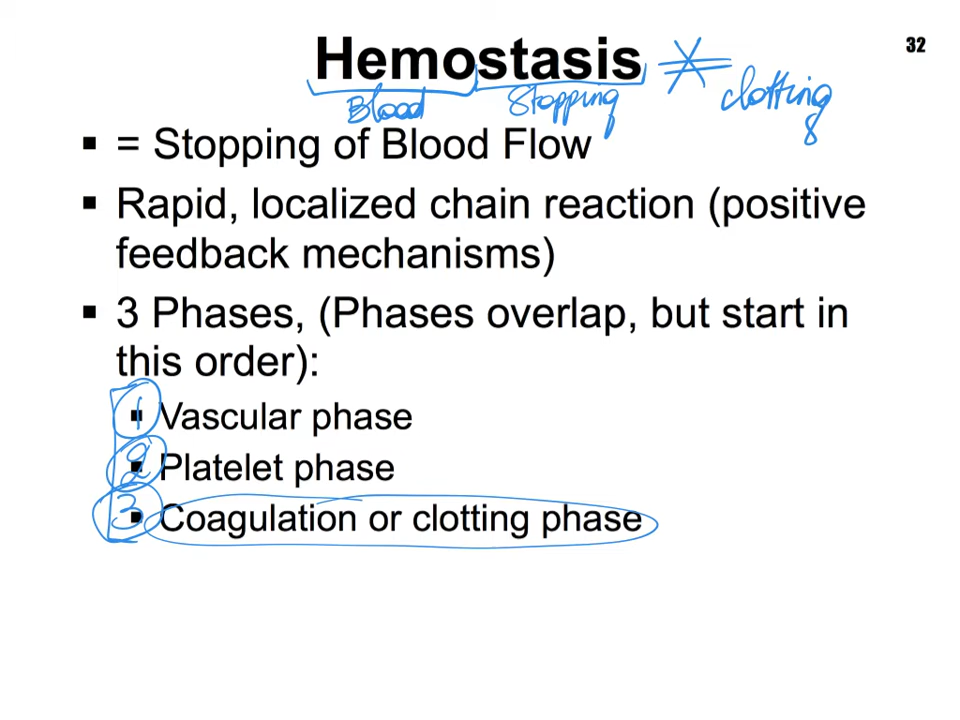 32
Hemostasis
Blood Stopping clotting
▪ = Stopping of Blood Flow
▪ Rapid, localized chain reaction (positive
feedback mechanisms)
▪ 3 Phases, (Phases overlap, but start in
this order):
1 Vascular phase
2 Platelet phase
3 Coagulation or clotting phase